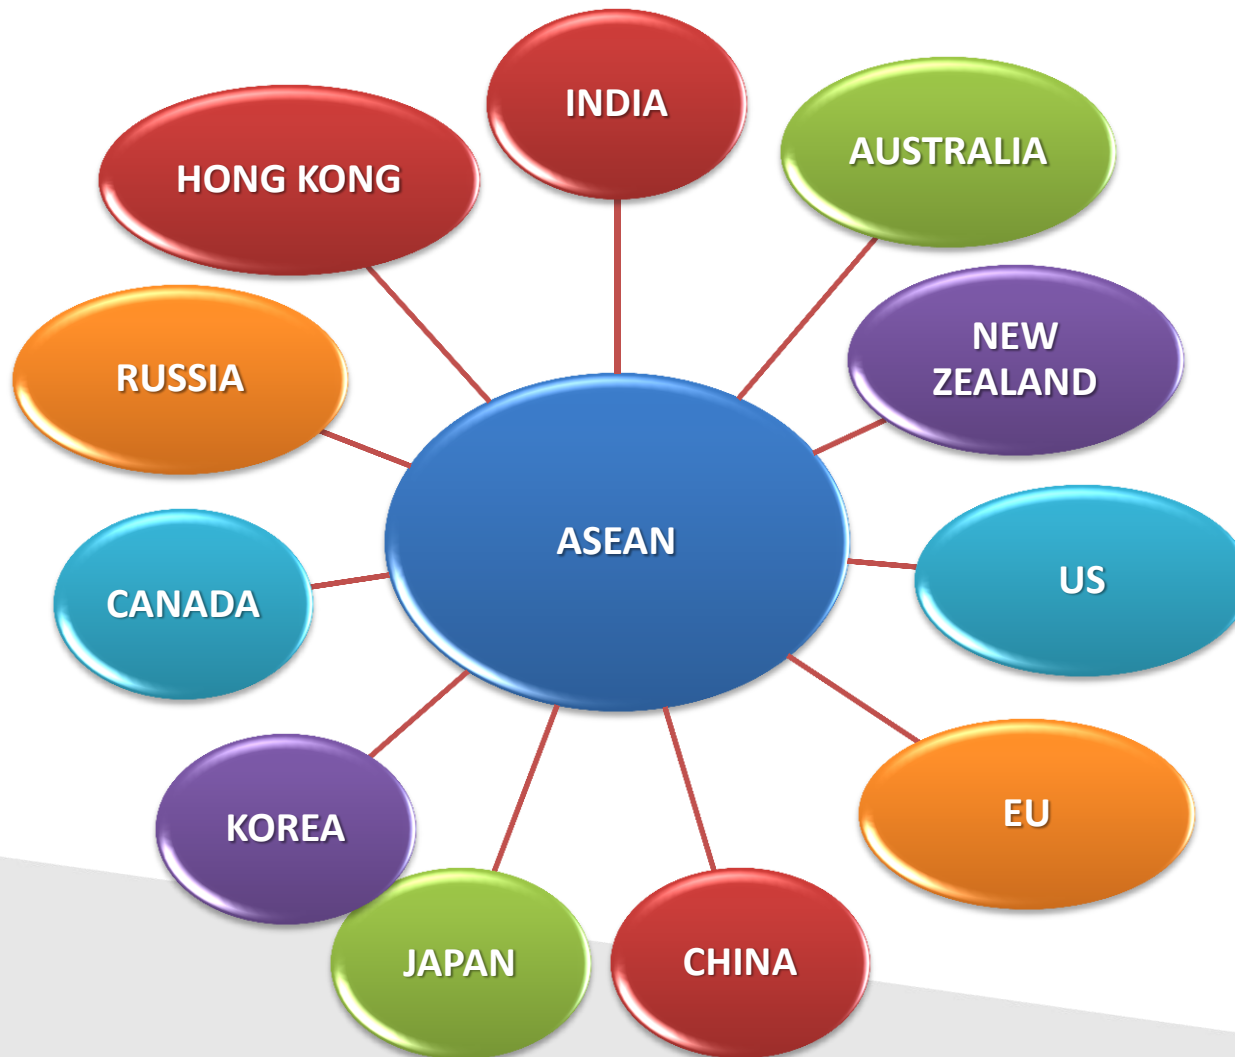 INDIA
AUSTRALIA
HONG KONG
NEW
ZEALAND
RUSSIA
ASEAN
US
CANADA
EU
KOREA
JAPAN
CHINA